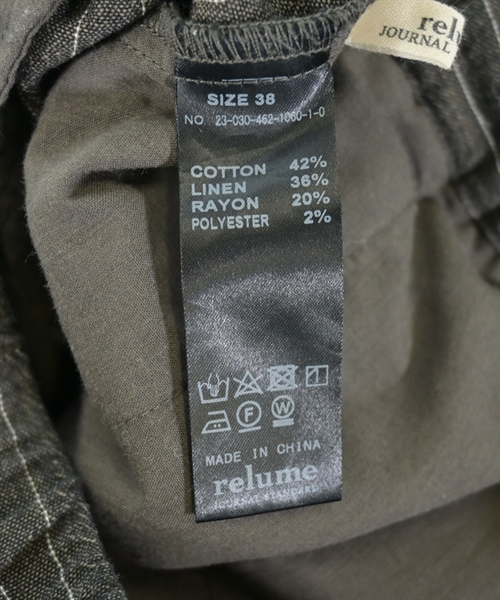 rel
JOURNAL
SIZE 38
NO. 23-030-462-1060-1-0
COTTON 42%
LINEN 36%
RAYON 20%
POLYESTER 2%
F
W
MADE IN CHINA
relume
JOURNAL STANDARD